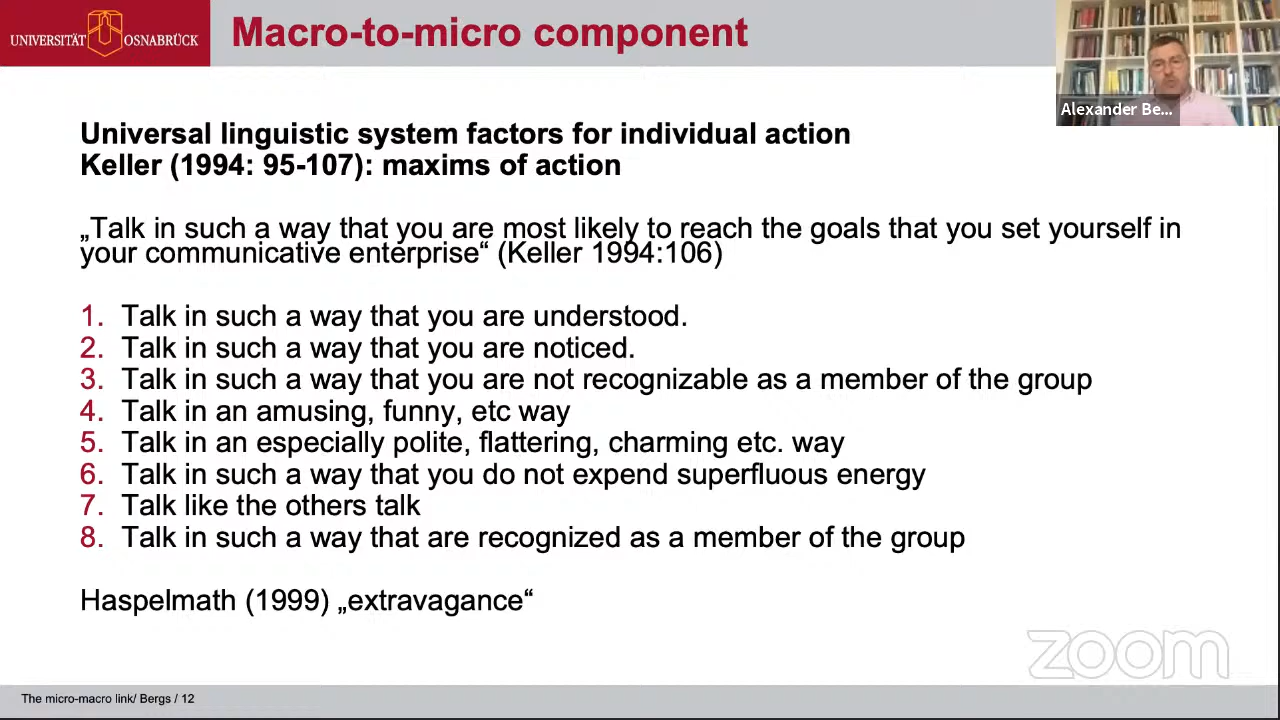 UNIVERSITÄT OSNABRÜCK
Macro-to-micro component
Alexander Be...
Universal linguistic system factors for individual action
Keller (1994: 95-107): maxims of action
„Talk in such a way that you are most likely to reach the goals that you set yourself in
your communicative enterprise“ (Keller 1994:106)
1. Talk in such a way that you are understood.
2. Talk in such a way that you are noticed.
3. Talk in such a way that you are not recognizable as a member of the group
4. Talk in an amusing, funny, etc way
5. Talk in an especially polite, flattering, charming etc. way
6. Talk in such a way that you do not expend superfluous energy
7. Talk like the others talk
8. Talk in such a way that are recognized as a member of the group
Haspelmath (1999) „extravagance“
zoom
The micro-macro link/ Bergs / 12